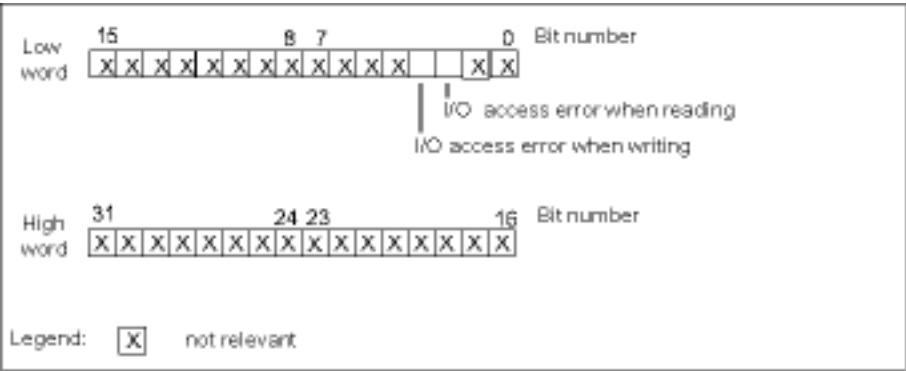 15 8 7 0 Bit number
Low
word
X X X X X X X X X X X X X X
I/O access error when reading
I/O access error when writing
31 24 23 16 Bit number
High
word
X X X X X X X X X X X X X X X X
Legend: X not relevant